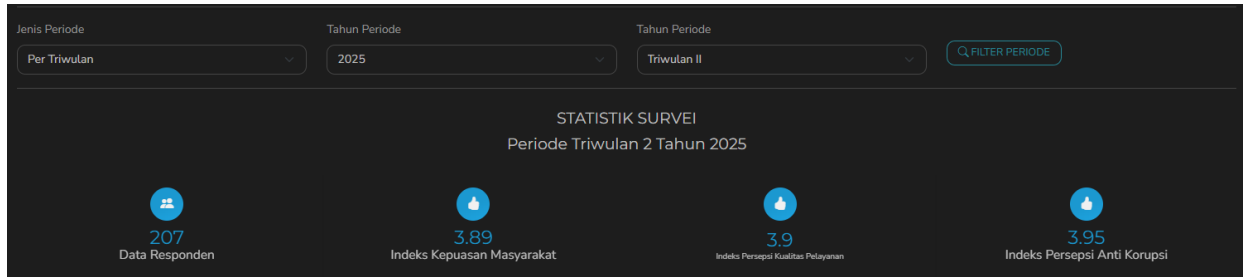 Jenis Periode Tahun Periode Tahun Periode
Per Triwulan 2025 Triwulan II FILTER PERIODE
STATISTIK SURVEI
Periode Triwulan 2 Tahun 2025
207 3.89 3.9 3.95
Data Responden Indeks Kepuasan Masyarakat Indeks Persepsi Kualitas Pelayanan Indeks Persepsi Anti Korupsi